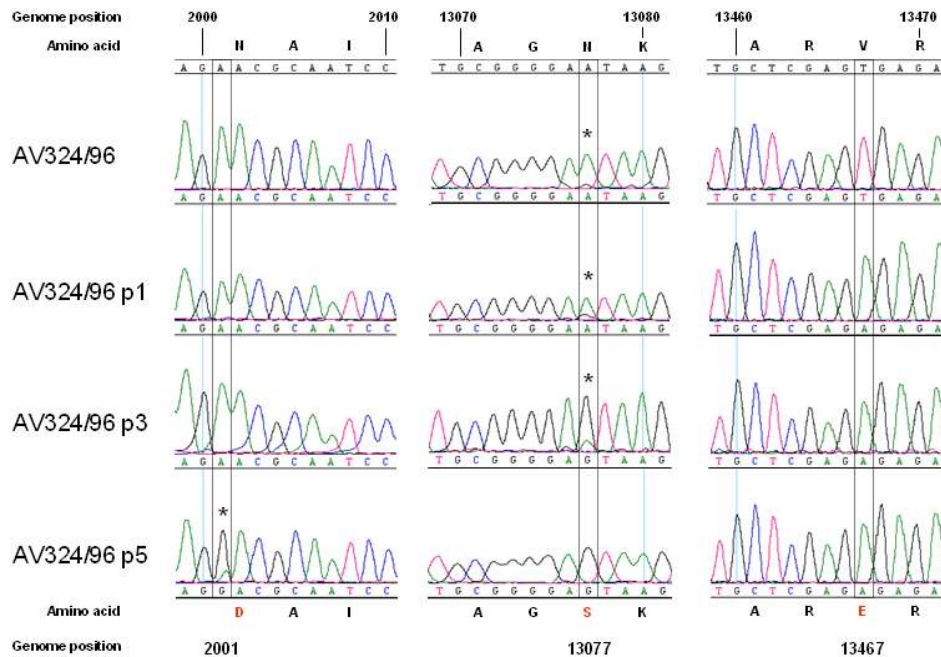 Genome position 2000 2010 13070 13080 13460 13470
Amino acid N A I A G N K A R V R
A G A A C G C A A T C C T G C G G G G A A T A A G T G C T C G A G T G A G A
*
AV324/96
A G A A C G C A A T C C T G C G G G G A A T A A G T G C T C G A G T G A G A
*
AV324/96 p1
A G A A C G C A A T C C T G C G G G G A A T A A G T G C T C G A G A G A G A
*
AV324/96 p3
A G A A C G C A A T C C T G C G G G G A G T A A G T G C T C G A G A G A G A
*
AV324/96 p5
A G G A C G C A A T C C T G C G G G G A G T A A G T G C T C G A G A G A G A
Amino acid D A I A G S K A R E R
Genome position 2001 13077 13467